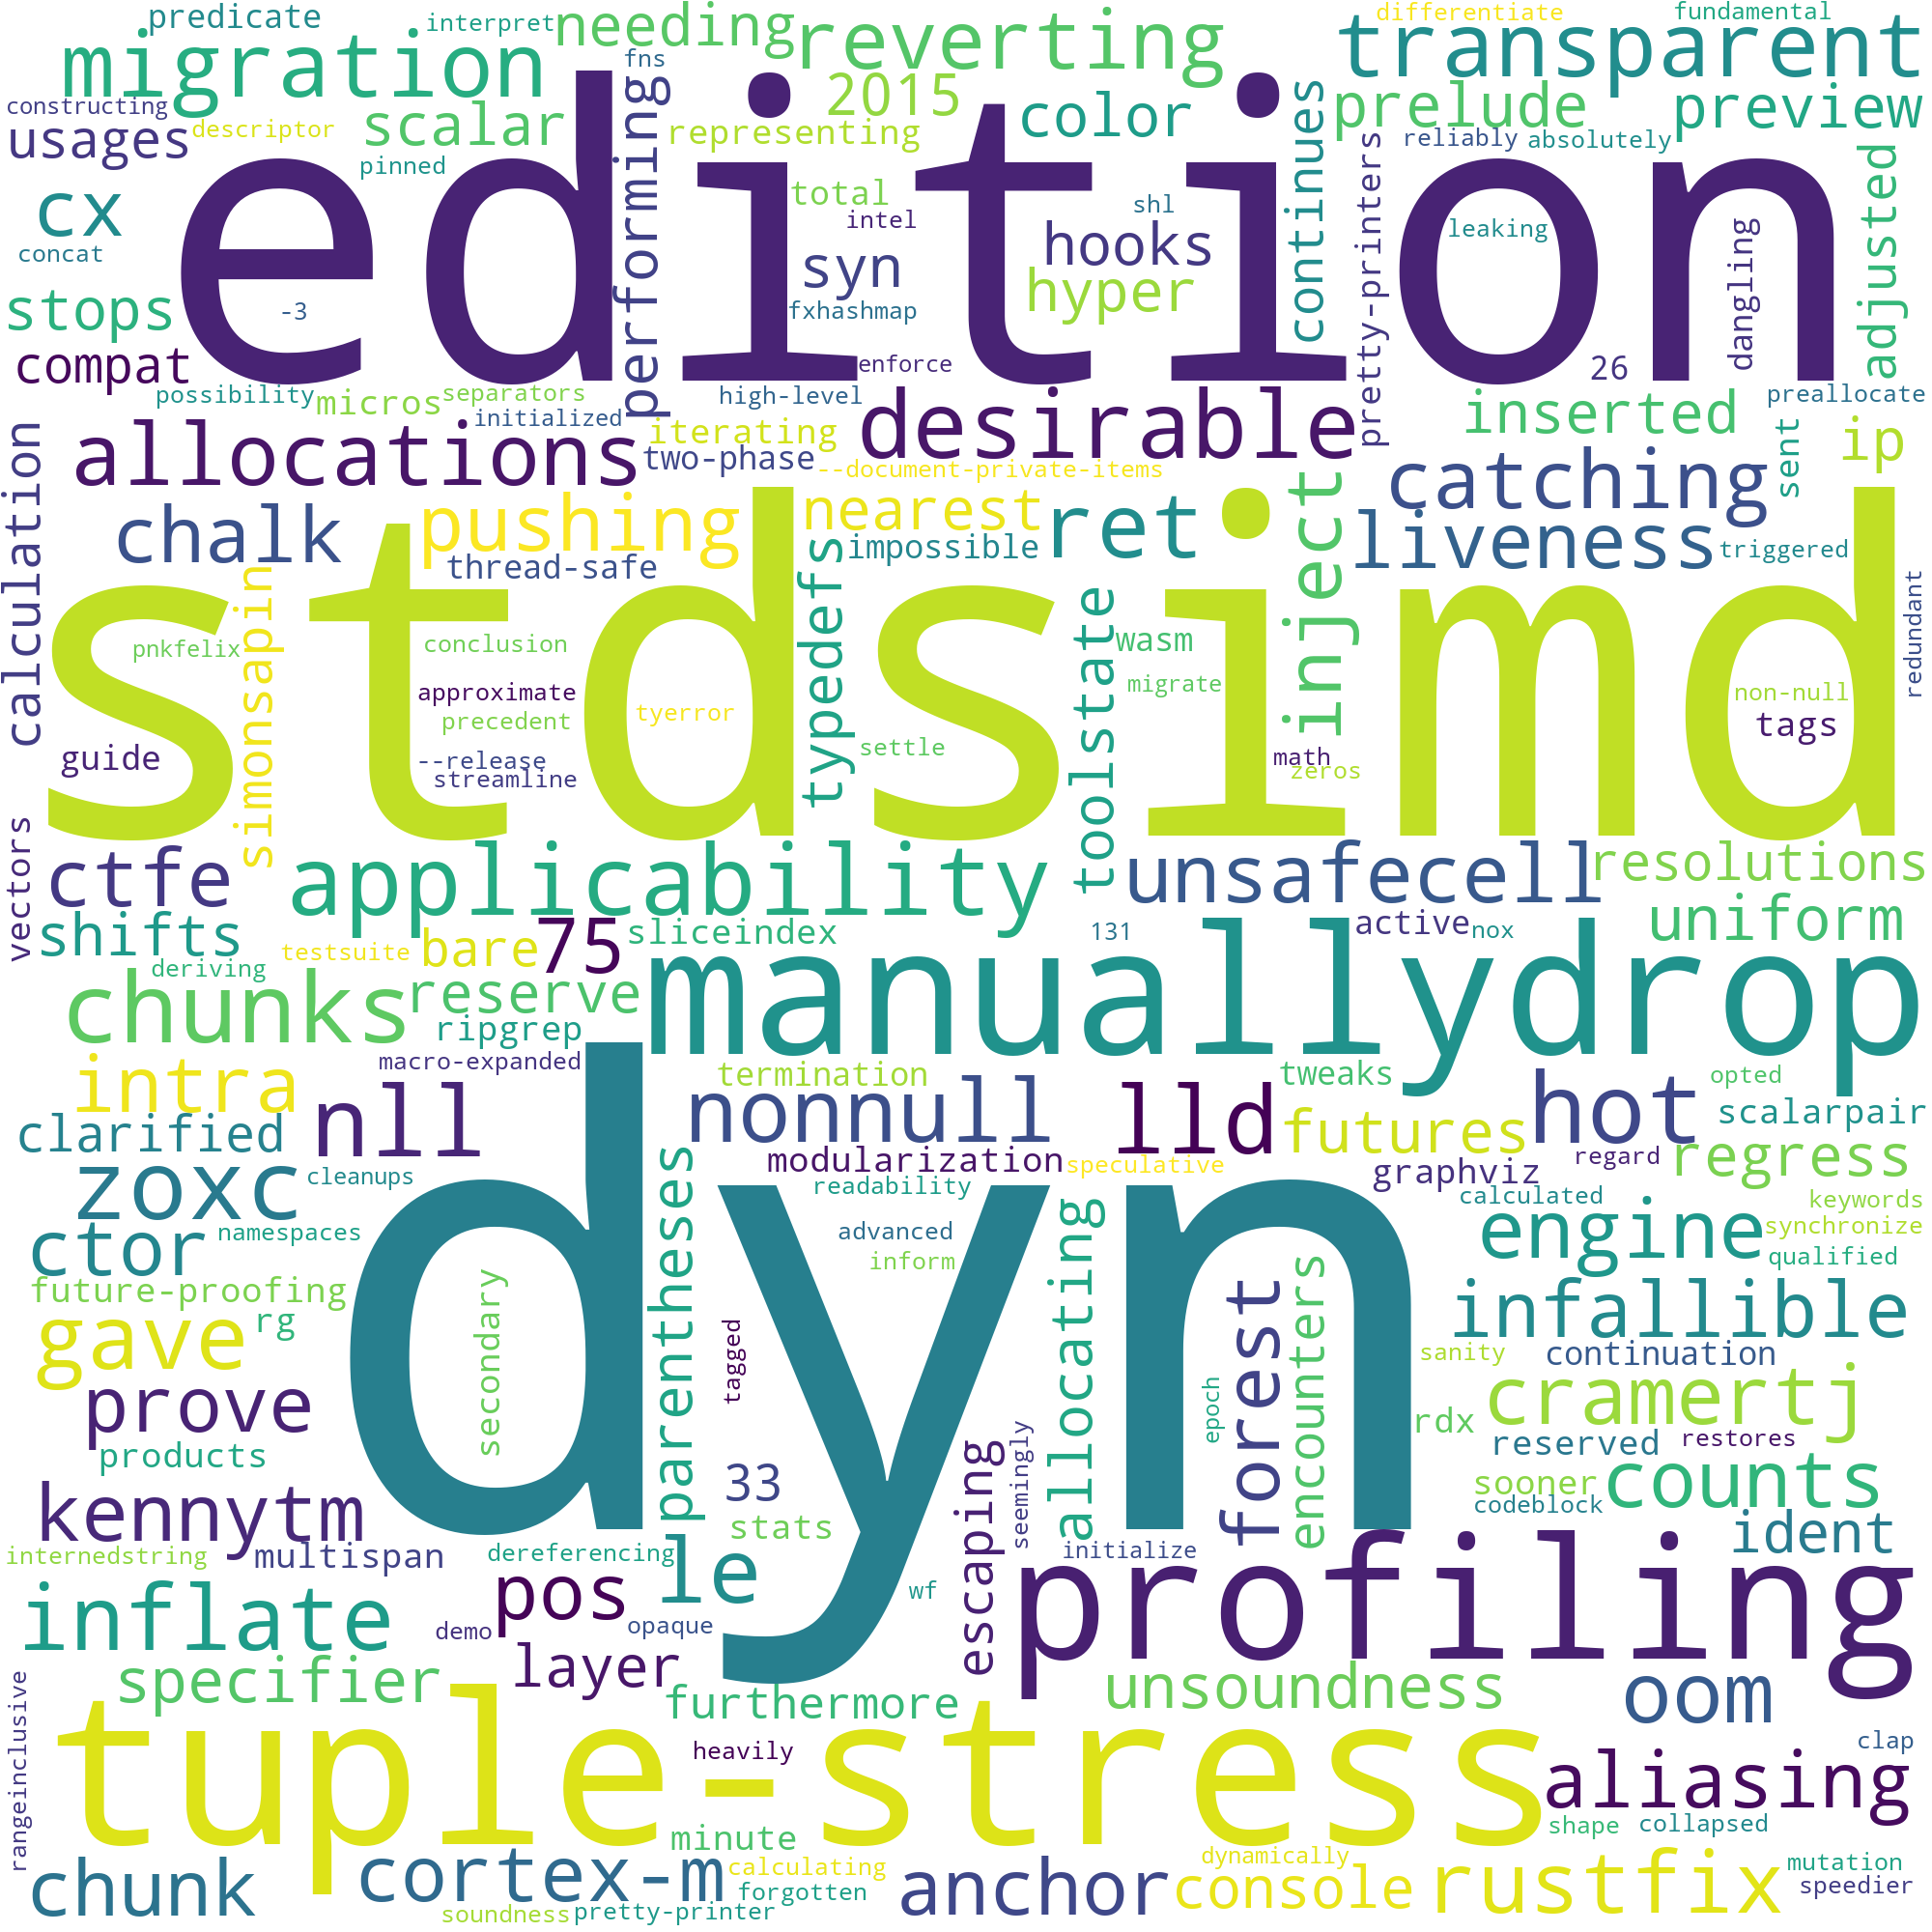 predicate
interpret
needing
reverting
differentiate
fundamental
migration
fns
transparent
constructing
usages
descriptor
scalar
pinned
performing
2015
representing
color
continues
prelude
preview
pretty-printers
reliably
absolutely
edition
cx
concat
total
intel
shl
hooks
leaking
dangling
adjusted
stops
-3
syn
fxhashmap
hyper
compat
enforce
26
possibility
micros
separators
initialized
high-level
desirable
inserted
preallocate
ip
calculation
allocations
iterating
two-phase
--document-private-items
catching
sent
chalk
pushing
nearest
ret
inject
liveness
triggered
thread-safe
impossible
simonsapin
typedefs
toolstate
redundant
stdsimd
pnkfelix
conclusion
wasm
approximate
precedent
tyerror
migrate
non-null
tags
guide
--release
streamline
settle
math
zeros
vectors
ctfe
applicability
unsafecell
resolutions
shifts
testsuite
bare
75
sliceindex
131
active
nox
uniform
deriving
chunks
reserve
manuallydrop
ripgrep
intra
macro-expanded
termination
tweaks
opted
nll
nonnull
lld
futures
hot
scalarpair
clarified
modularization
speculative
graphviz
regard
regress
zoxc
cleanups
readability
calculated
keywords
ctor
namespaces
parentheses
advanced
allocating
engine
synchronize
inform
qualified
dyn
future-proofing
secondary
forest
encounters
infallible
gave
rg
tagged
epoch
sanity
continuation
prove
cramertj
rdx
products
escaping
seemingly
reserved
restores
33
sooner
counts
kennytm
stats
codeblock
internedstring
multispan
dereferencing
initialize
ident
le
profiling
inflate
pos
wf
demo
opaque
rangeinclusive
specifier
layer
furthermore
unsoundness
oom
tuple-stress
heavily
clap
aliasing
minute
shape
collapsed
chunk
cortex-m
calculating
forgotten
anchor
dynamically
console
rustfix
mutation
speedier
soundness
pretty-printer